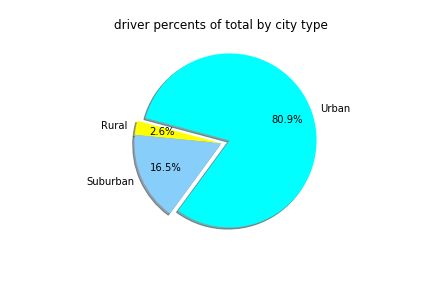 driver percents of total by city type
Urban
80.9%
Rural
2.6%
Suburban
16.5%